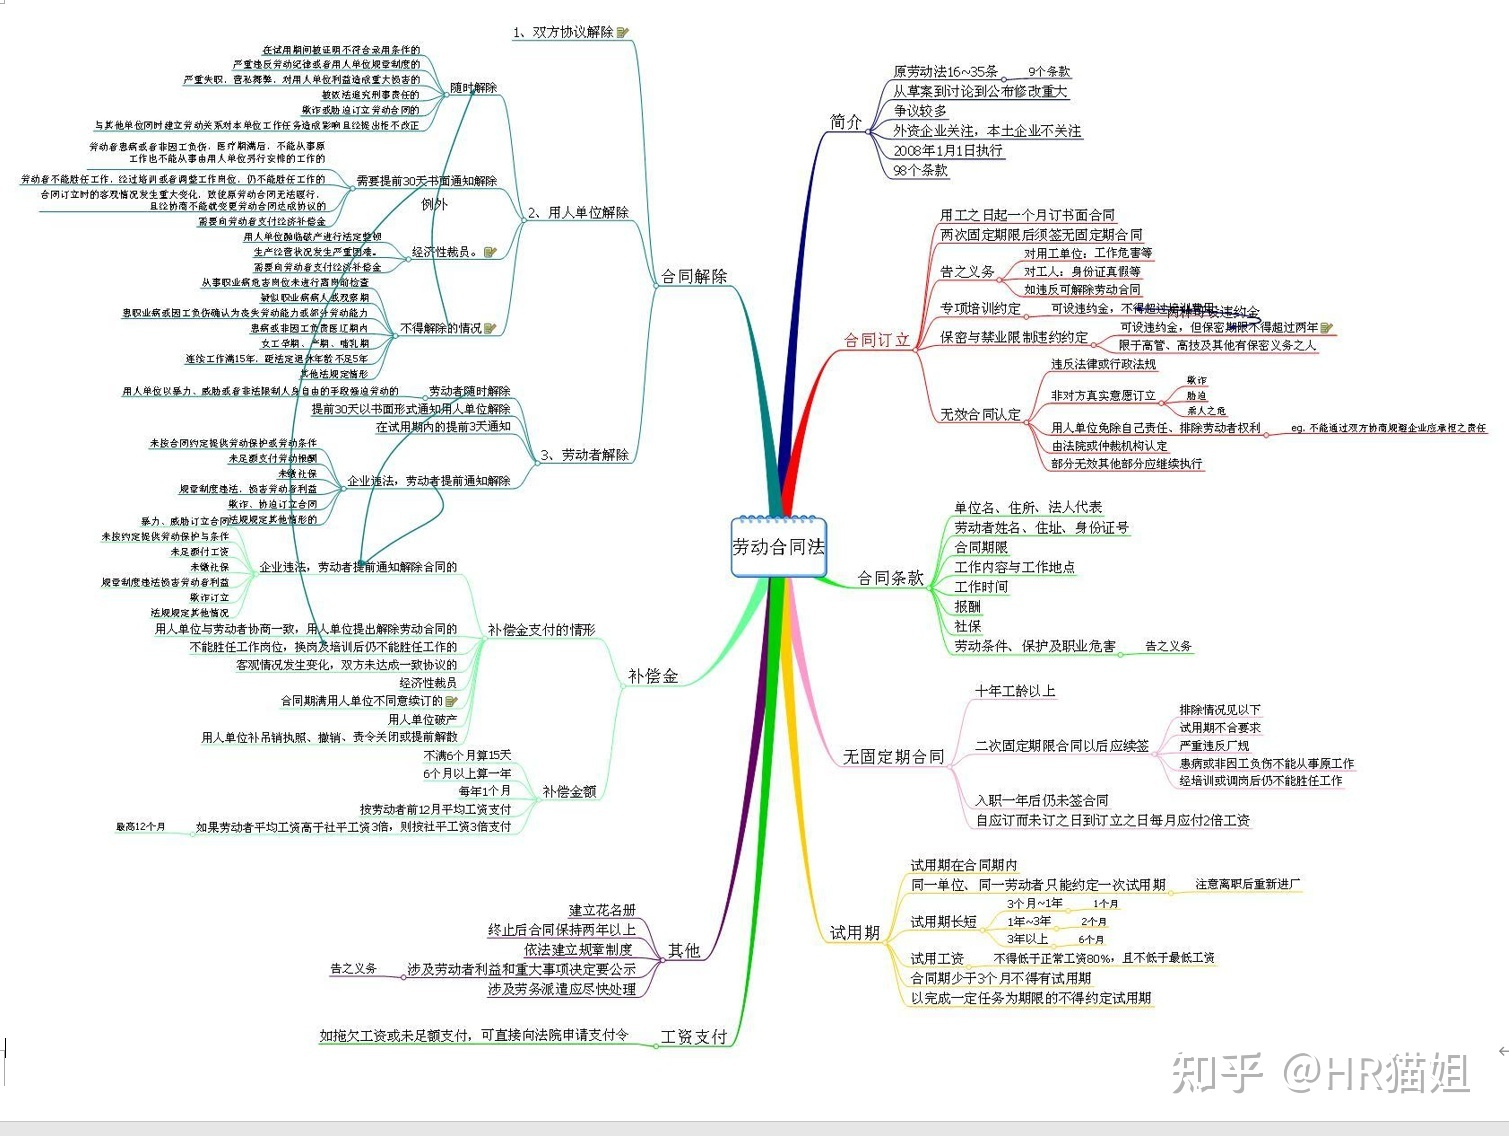 劳动合同法
简介
原劳动法16~35条
9个条款
从草案到讨论到公布修改重大
争议较多
外资企业关注，本土企业不关注
2008年1月1日执行
98个条款
合同订立
用工之日起一个月订书面合同
两次固定期限后须签无固定期合同
告之义务
对用工单位：工作危害等
对工人：身份证真假等
如违反可解除劳动合同
专项培训约定
可设违约金，不得超过培训费用
两种可设违约金
保密与禁业限制违约约定
可设违约金，但保密期限不得超过两年
限于高管、高技及其他有保密义务之人
无效合同认定
违反法律或行政法规
非对方真实意愿订立
欺诈
胁迫
乘人之危
用人单位免除自己责任、排除劳动者权利
eg. 不能通过双方协商规避企业应承担之责任
由法院或仲裁机构认定
部分无效其他部分应继续执行
合同条款
单位名、住所、法人代表
劳动者姓名、住址、身份证号
合同期限
工作内容与工作地点
工作时间
报酬
社保
劳动条件、保护及职业危害
告之义务
无固定期合同
十年工龄以上
二次固定期限合同以后应续签
排除情况见以下
试用期不合要求
严重违反厂规
患病或非因工负伤不能从事原工作
经培训或调岗后仍不能胜任工作
入职一年后仍未签合同
自应订而未订之日到订立之日每月应付2倍工资
试用期
试用期在合同期内
同一单位、同一劳动者只能约定一次试用期
注意离职后重新进厂
试用期长短
3个月~1年
1个月
1年~3年
2个月
3年以上
6个月
试用工资
不得低于正常工资80%，且不低于最低工资
合同期少于3个月不得有试用期
以完成一定任务为期限的不得约定试用期
合同解除
1、双方协议解除
2、用人单位解除
随时解除
在试用期间被证明不符合录用条件的
严重违反劳动纪律或者用人单位规章制度的
严重失职，营私舞弊，对用人单位利益造成重大损害的
被依法追究刑事责任的
欺诈或胁迫订立劳动合同的
与其他单位同时建立劳动关系对本单位工作任务造成影响且经提出拒不改正
需要提前30天书面通知解除
劳动者患病或者非因工负伤，医疗期满后，不能从事原
工作也不能从事由用人单位另行安排的工作的
劳动者不能胜任工作，经过培训或者调整工作岗位，仍不能胜任工作的
合同订立时的客观情况发生重大变化，致使原劳动合同无法履行，
且经协商不能就变更劳动合同达成协议的
需要向劳动者支付经济补偿金
例外
经济性裁员。
用人单位濒临破产进行法定整顿
生产经营状况发生严重困难。
需要向劳动者支付经济补偿金
不得解除的情况
从事职业病危害岗位未进行离岗前检查
疑似职业病病人或观察期
患职业病或因工负伤确认为丧失劳动能力或部分劳动能力
患病或非因工负责医疗期内
女工孕期、产期、哺乳期
连续工作满15年，距法定退休年龄不足5年
其他法规定情形
3、劳动者解除
劳动者随时解除
用人单位以暴力、威胁或者非法限制人身自由的手段强迫劳动的
提前30天以书面形式通知用人单位解除
在试用期内的提前3天通知
企业违法，劳动者提前通知解除
未按合同约定提供劳动保护或劳动条件
未足额支付劳动报酬
未缴社保
规章制度违法，损害劳动者利益
欺诈、协迫订立合同
法规规定其他情形的
补偿金
补偿金支付的情形
企业违法，劳动者提前通知解除合同的
暴力、威胁订立合同
未按约定提供劳动保护与条件
未足额付工资
未缴社保
规章制度违法损害劳动者利益
欺诈订立
法规规定其他情况
用人单位与劳动者协商一致，用人单位提出解除劳动合同的
不能胜任工作岗位，换岗及培训后仍不能胜任工作的
客观情况发生变化，双方未达成一致协议的
经济性裁员
合同期满用人单位不同意续订的
用人单位破产
用人单位补吊销执照、撤销、责令关闭或提前解散
补偿金额
不满6个月算15天
6个月以上算一年
每年1个月
按劳动者前12月平均工资支付
如果劳动者平均工资高于社平工资3倍，则按社平工资3倍支付
最高12个月
其他
建立花名册
终止后合同保持两年以上
依法建立规章制度
涉及劳动者利益和重大事项决定要公示
告之义务
涉及劳务派遣应尽快处理
工资支付
如拖欠工资或未足额支付，可直接向法院申请支付令
知乎 @HR猫姐